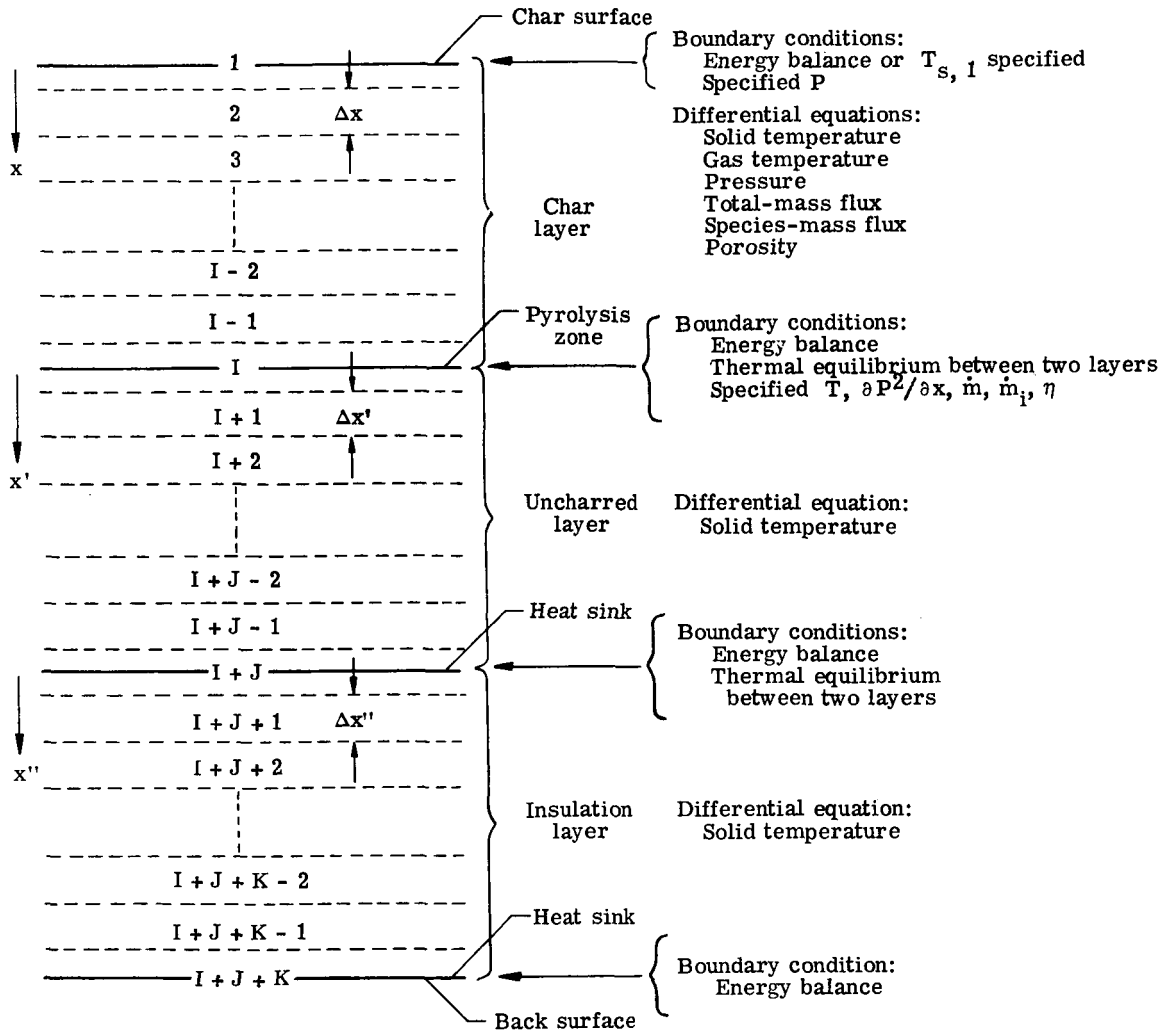 Char surface
1
Boundary conditions:
Energy balance or T_s, 1 specified
Specified P
2
Δx
3
x
Differential equations:
Solid temperature
Gas temperature
Pressure
Total-mass flux
Species-mass flux
Porosity
Char
layer
I - 2
I - 1
Pyrolysis
zone
I
Boundary conditions:
Energy balance
Thermal equilibrium between two layers
Specified T, ∂P²/∂x, ṁ, ṁ_i, η
I + 1
Δx'
I + 2
x'
Uncharred
layer
Differential equation:
Solid temperature
I + J - 2
I + J - 1
Heat sink
I + J
Boundary conditions:
Energy balance
Thermal equilibrium
between two layers
I + J + 1
Δx''
I + J + 2
x''
Insulation
layer
Differential equation:
Solid temperature
I + J + K - 2
I + J + K - 1
Heat sink
I + J + K
Boundary condition:
Energy balance
Back surface